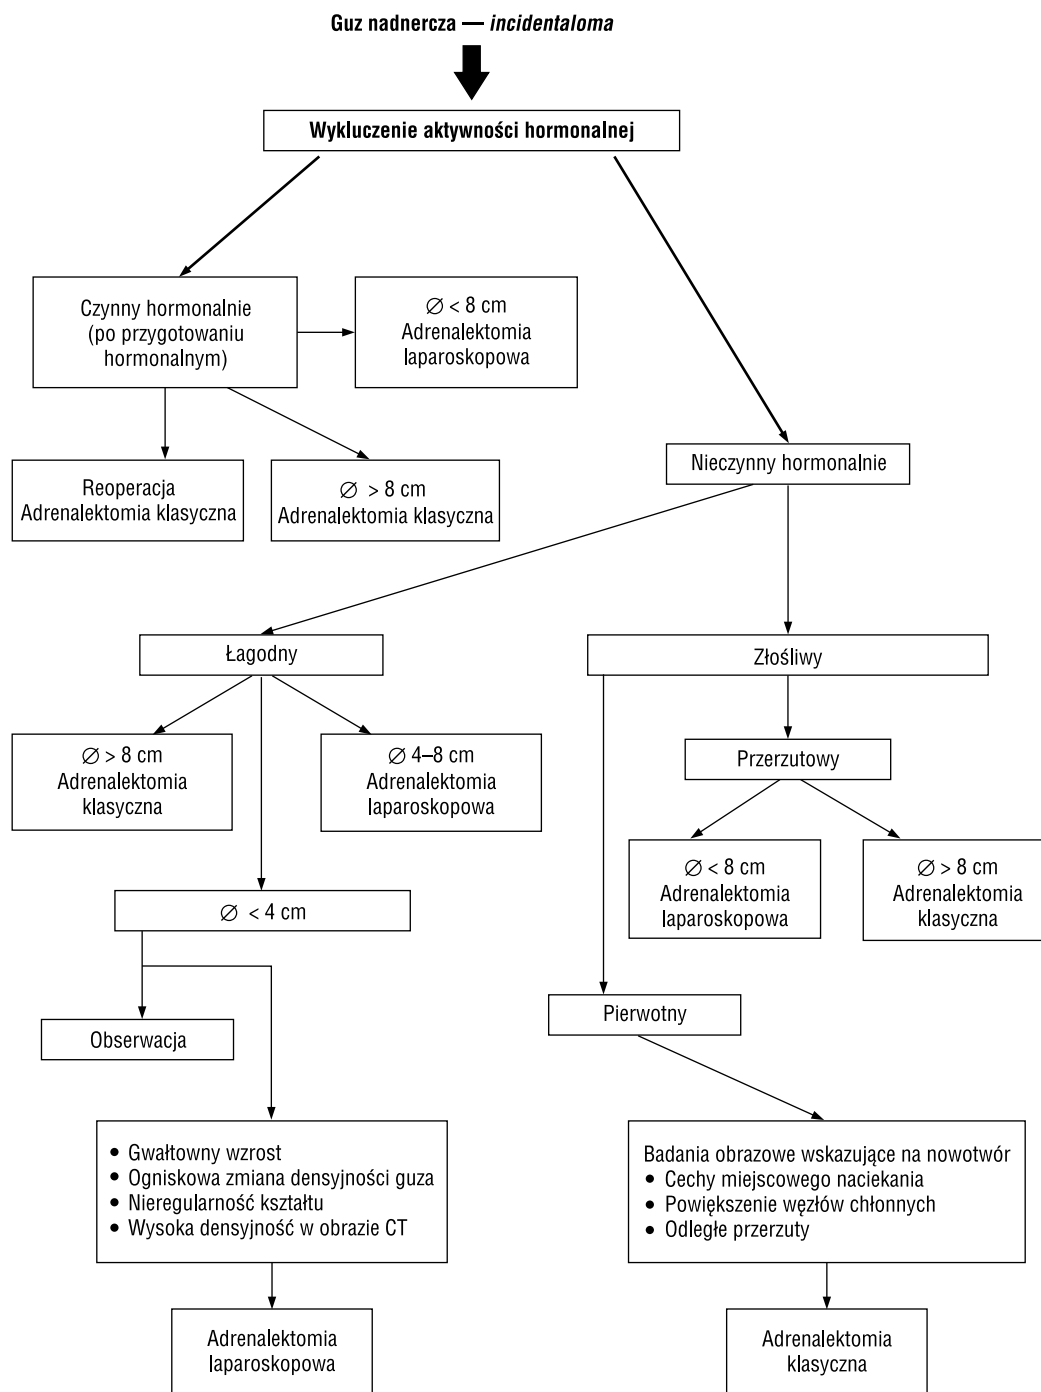 Guz nadnercza — incidentaloma
Wykluczenie aktywności hormonalnej
Czynny hormonalnie
(po przygotowaniu
hormonalnym)
∅ < 8 cm
Adrenalektomia
laparoskopowa
Reoperacja
Adrenalektomia klasyczna
∅ > 8 cm
Adrenalektomia klasyczna
Nieczynny hormonalnie
Łagodny
Złośliwy
∅ > 8 cm
Adrenalektomia
klasyczna
∅ 4–8 cm
Adrenalektomia
laparoskopowa
Przerzutowy
∅ < 8 cm
Adrenalektomia
laparoskopowa
∅ > 8 cm
Adrenalektomia
klasyczna
∅ < 4 cm
Obserwacja
Pierwotny
• Gwałtowny wzrost
• Ogniskowa zmiana densyjności guza
• Nieregularność kształtu
• Wysoka densyjność w obrazie CT
Badania obrazowe wskazujące na nowotwór
• Cechy miejscowego naciekania
• Powiększenie węzłów chłonnych
• Odległe przerzuty
Adrenalektomia
laparoskopowa
Adrenalektomia
klasyczna